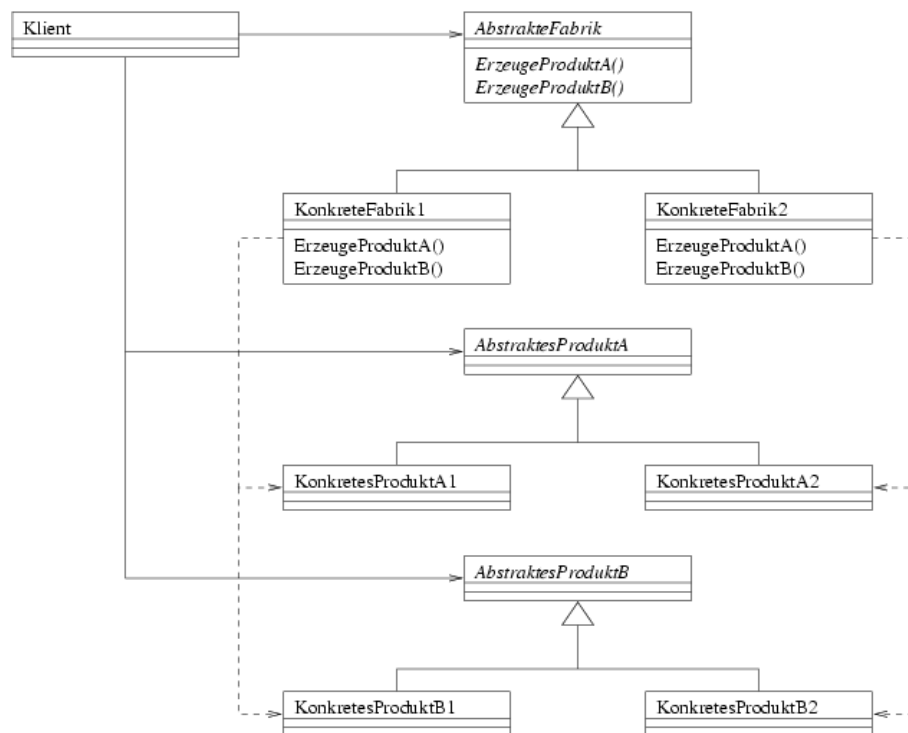 Klient
AbstrakteFabrik
ErzeugeProduktA()
ErzeugeProduktB()
KonkreteFabrik1
ErzeugeProduktA()
ErzeugeProduktB()
KonkreteFabrik2
ErzeugeProduktA()
ErzeugeProduktB()
AbstraktesProduktA
KonkretesProduktA1
KonkretesProduktA2
AbstraktesProduktB
KonkretesProduktB1
KonkretesProduktB2